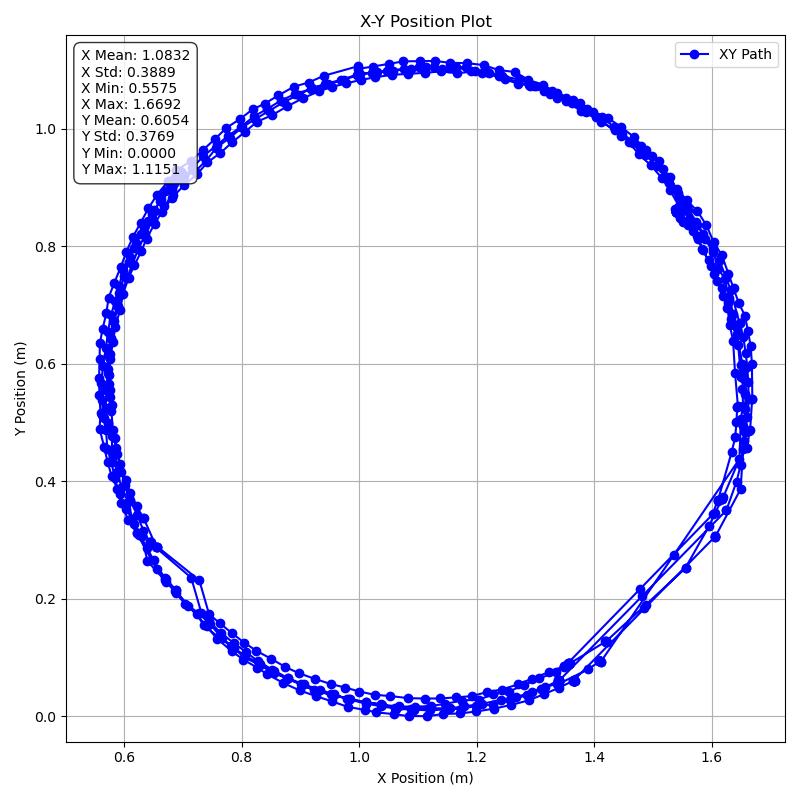 X-Y Position Plot
X Mean: 1.0832
X Std: 0.3889
X Min: 0.5575
X Max: 1.6692
Y Mean: 0.6054
Y Std: 0.3769
Y Min: 0.0000
Y Max: 1.1151
XY Path
1.0
0.8
0.6
0.4
0.2
0.0
Y Position (m)
0.6 0.8 1.0 1.2 1.4 1.6
X Position (m)